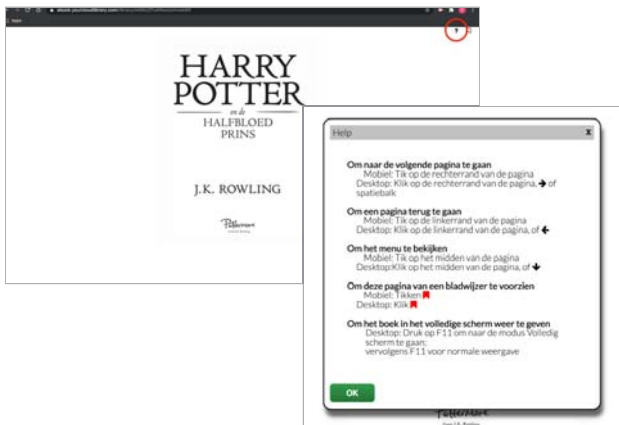 ?
HARRY
POTTER
en de
HALFBLOED
PRINS
J.K. ROWLING
Help x
Om naar de volgende pagina te gaan
Mobiel: Tik op de rechterrand van de pagina
Desktop: Klik op de rechterrand van de pagina, → of
spatiebalk
Om een pagina terug te gaan
Mobiel: Tik op de linkerrand van de pagina
Desktop: Klik op de linkerrand van de pagina, of ←
Om het menu te bekijken
Mobiel: Tik op het midden van de pagina
Desktop:Klik op het midden van de pagina, of ↓
Om deze pagina van een bladwijzer te voorzien
Mobiel: Tikken
Desktop: Klik
Om het boek in het volledige scherm weer te geven
Desktop: Druk op F11 om naar de modus Volledig
scherm te gaan;
vervolgens F11 voor normale weergave
OK